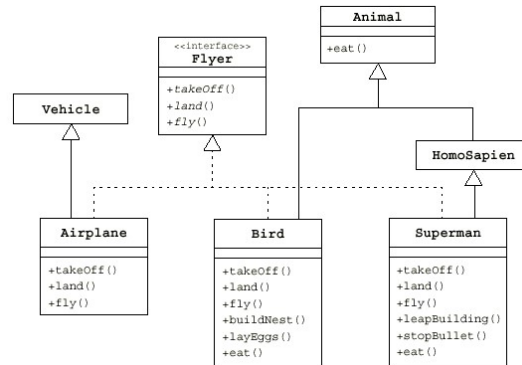 Animal
+eat()
<<interface>>
Flyer
+takeOff()
+land()
+fly()
Vehicle
HomoSapien
Airplane
+takeOff()
+land()
+fly()
Bird
+takeOff()
+land()
+fly()
+buildNest()
+layEggs()
+eat()
Superman
+takeOff()
+land()
+fly()
+leapBuilding()
+stopBullet()
+eat()